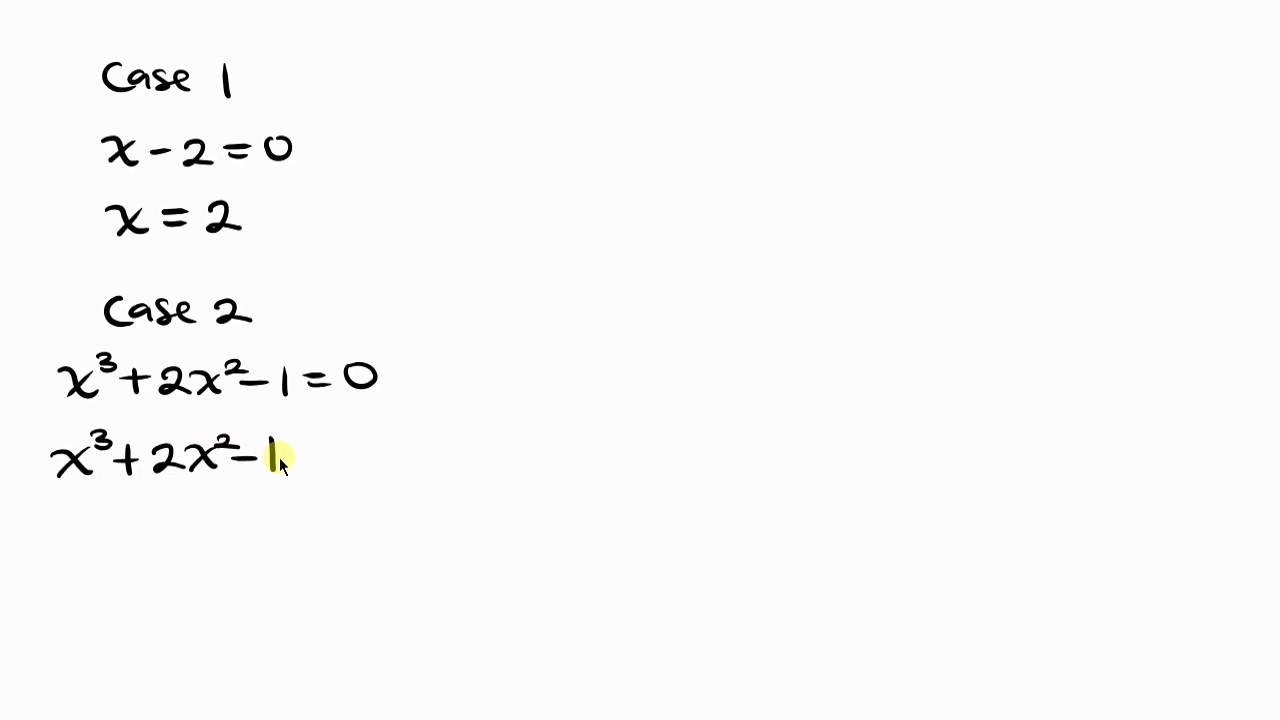 Case 1
x - 2 = 0
x = 2
Case 2
x³ + 2x² - 1 = 0
x³ + 2x² - 1